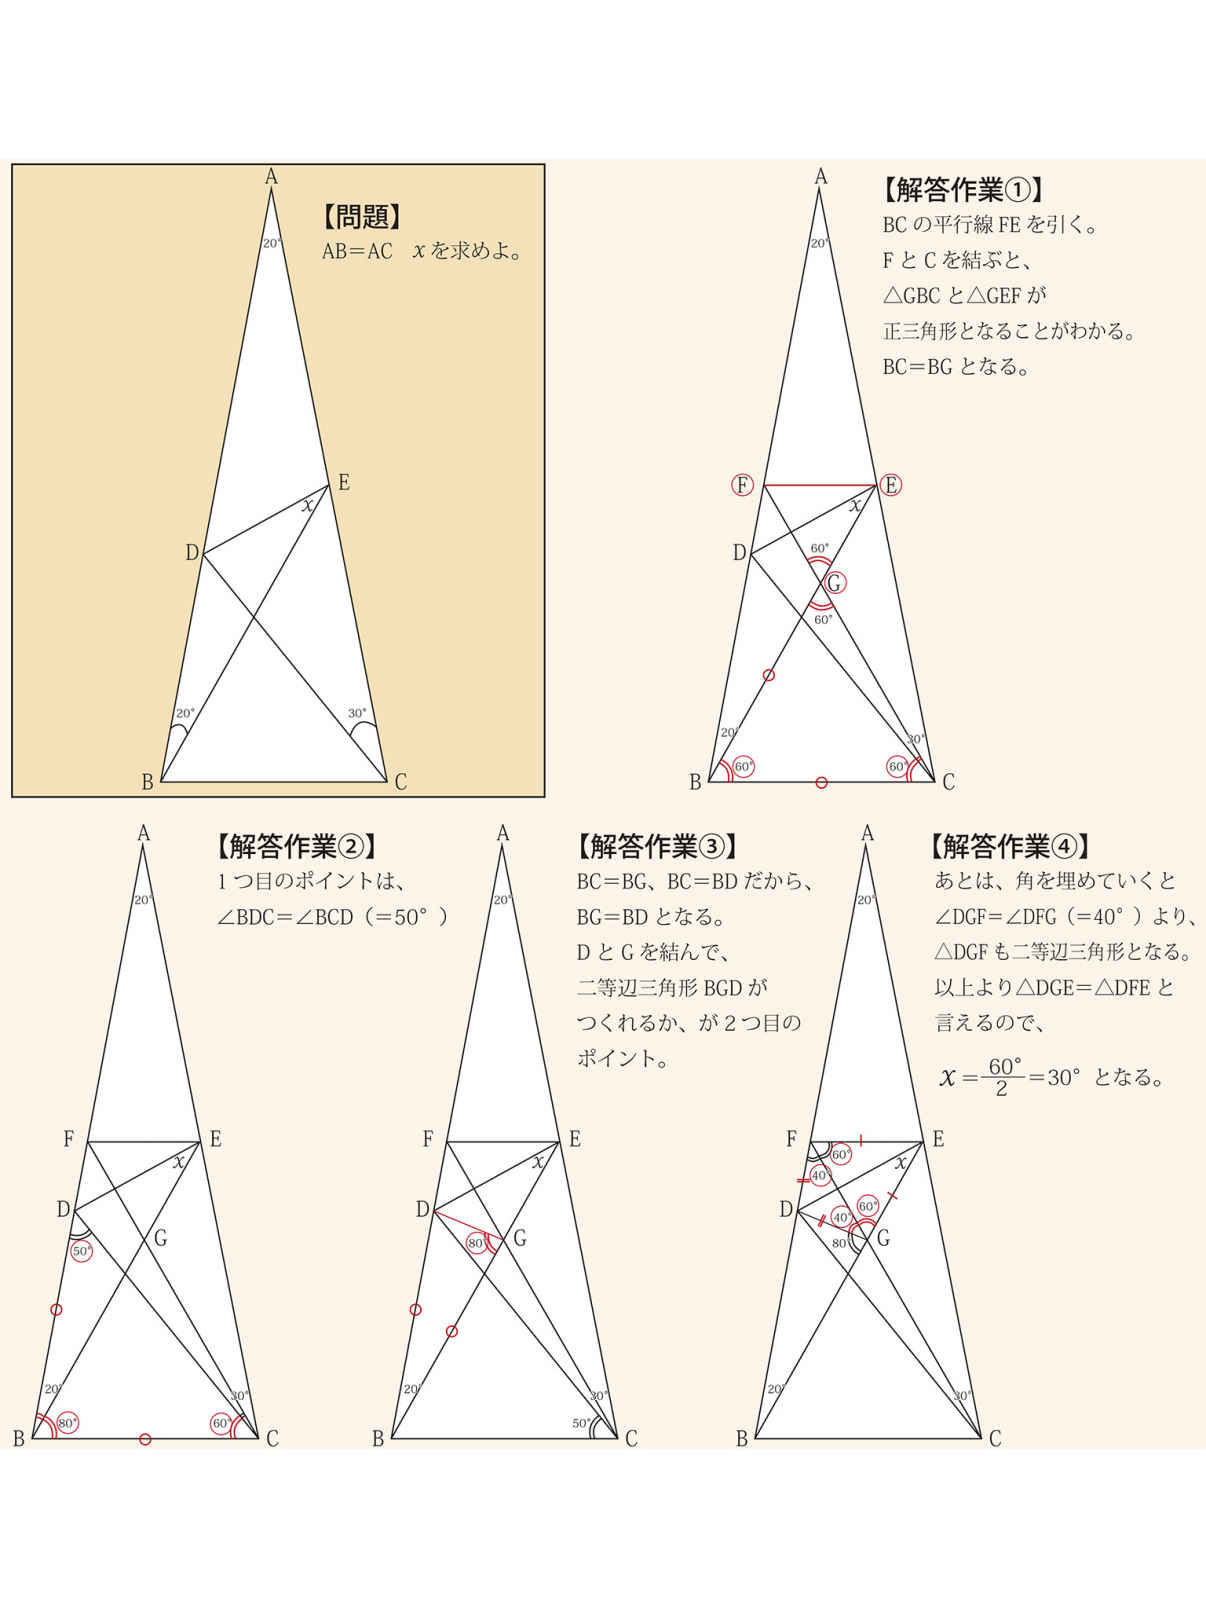 A
【問題】
AB=AC　xを求めよ。
20°
E
x
D
20°
30°
B
C
【解答作業①】
BC の平行線 FE を引く。
F と C を結ぶと、
△GBC と△GEF が
正三角形となることがわかる。
BC=BG となる。
A
20°
F
E
x
D
60°
G
60°
20°
30°
60°
60°
B
C
【解答作業②】
1 つ目のポイントは、
∠BDC=∠BCD（=50°）
A
20°
F
E
x
D
G
50°
20°
30°
80°
60°
B
C
【解答作業③】
BC=BG、BC=BD だから、
BG=BD となる。
D と G を結んで、
二等辺三角形 BGD が
つくれるか、が 2 つ目の
ポイント。
A
20°
F
E
x
D
G
80°
20°
30°
50°
B
C
【解答作業④】
あとは、角を埋めていくと
∠DGF=∠DFG（=40°）より、
△DGF も二等辺三角形となる。
以上より△DGE=△DFE と
言えるので、
x=60°/2=30° となる。
A
20°
F
E
60°
x
40°
D
60°
40°
G
80°
20°
30°
B
C